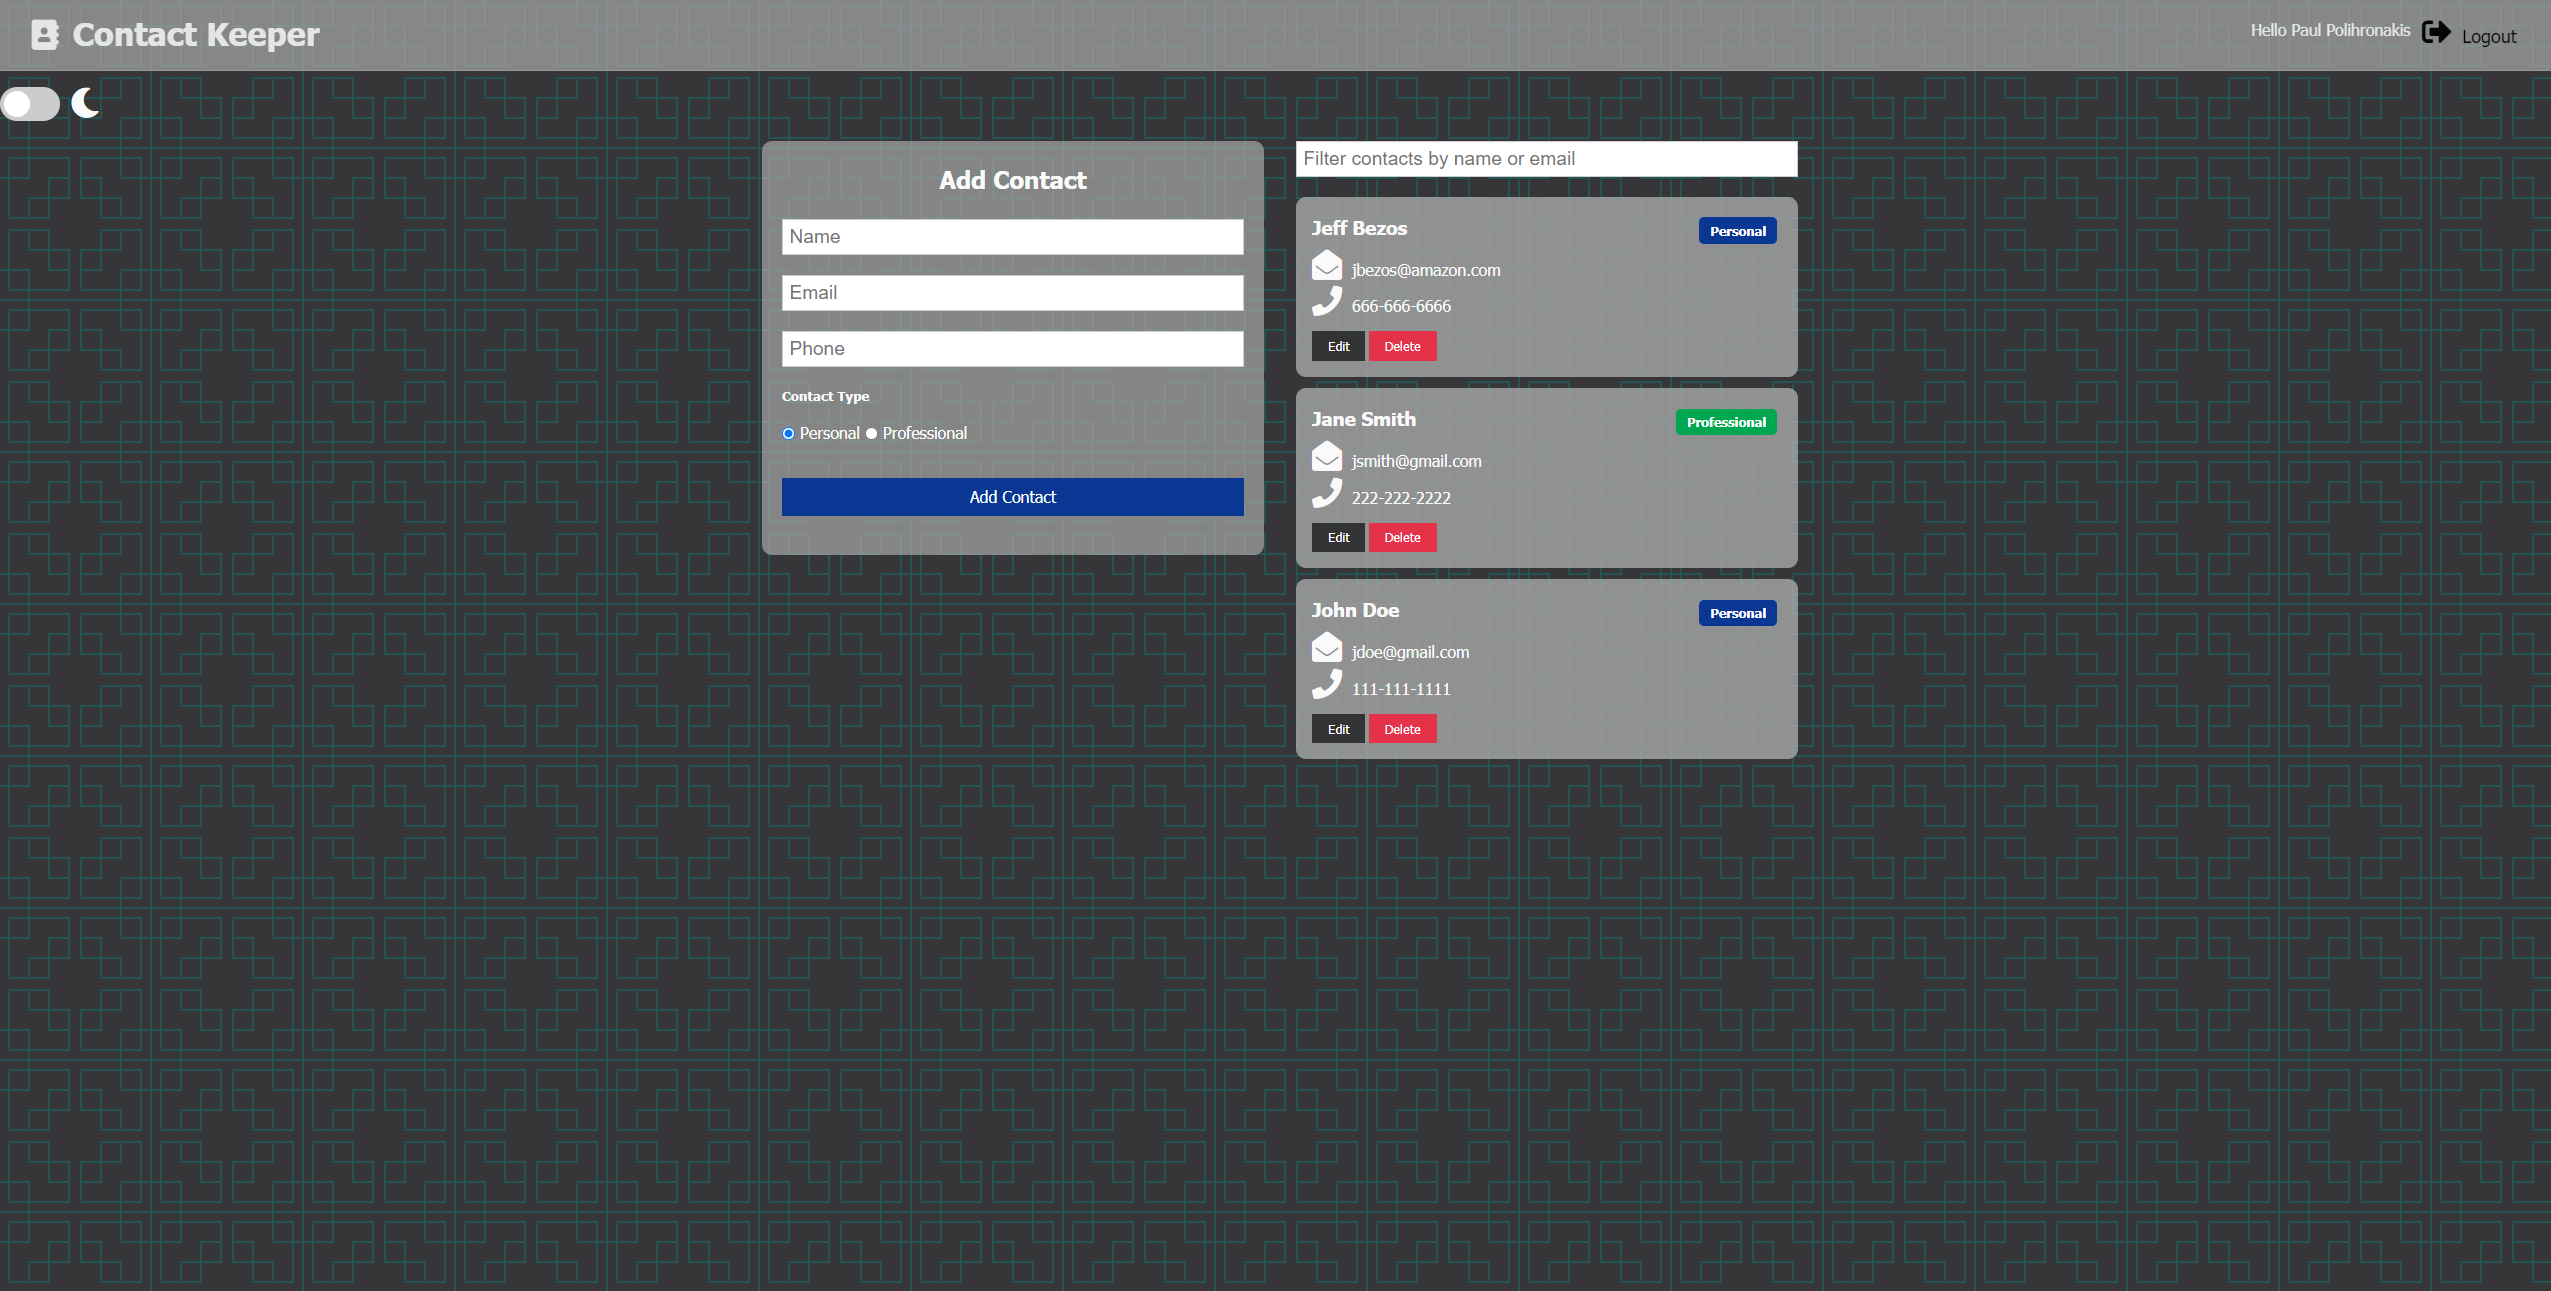 Contact Keeper
Hello Paul Polihronakis Logout
Add Contact
Name
Email
Phone
Contact Type
Personal Professional
Add Contact
Filter contacts by name or email
Jeff Bezos Personal
jbezos@amazon.com
666-666-6666
Edit Delete
Jane Smith Professional
jsmith@gmail.com
222-222-2222
Edit Delete
John Doe Personal
jdoe@gmail.com
111-111-1111
Edit Delete